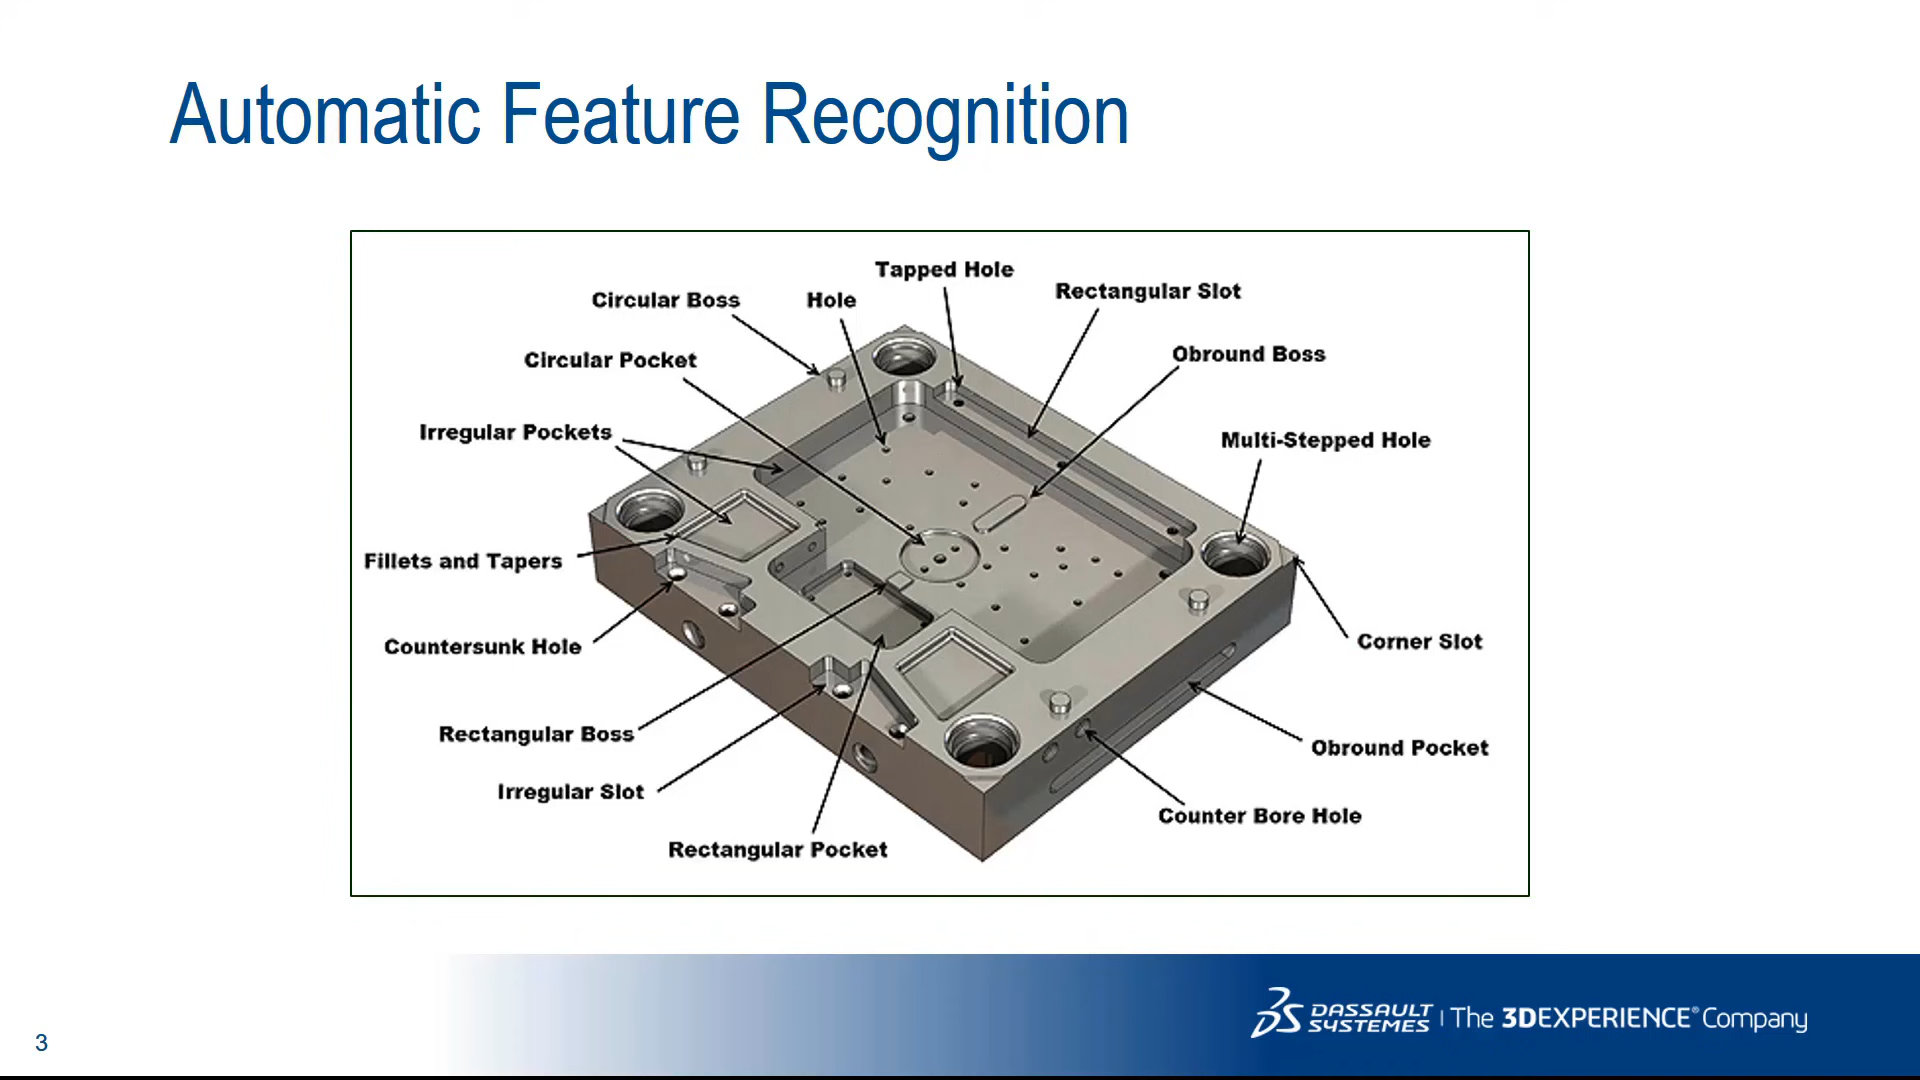 Automatic Feature Recognition
Tapped Hole
Circular Boss
Hole
Rectangular Slot
Circular Pocket
Obround Boss
Irregular Pockets
Multi-Stepped Hole
Fillets and Tapers
Countersunk Hole
Corner Slot
Rectangular Boss
Obround Pocket
Irregular Slot
Counter Bore Hole
Rectangular Pocket
DASSAULT SYSTEMES | The 3DEXPERIENCE® Company
3